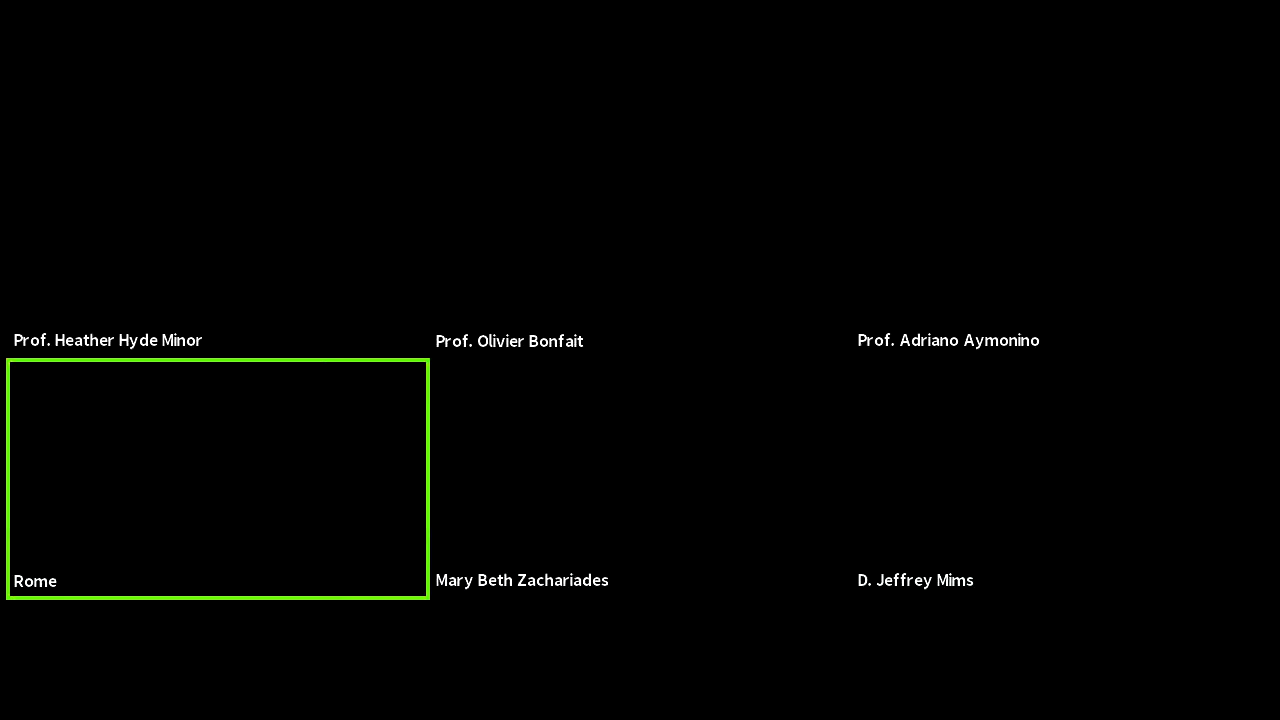 Prof. Heather Hyde Minor
Prof. Olivier Bonfait
Prof. Adriano Aymonino
Rome
Mary Beth Zachariades
D. Jeffrey Mims